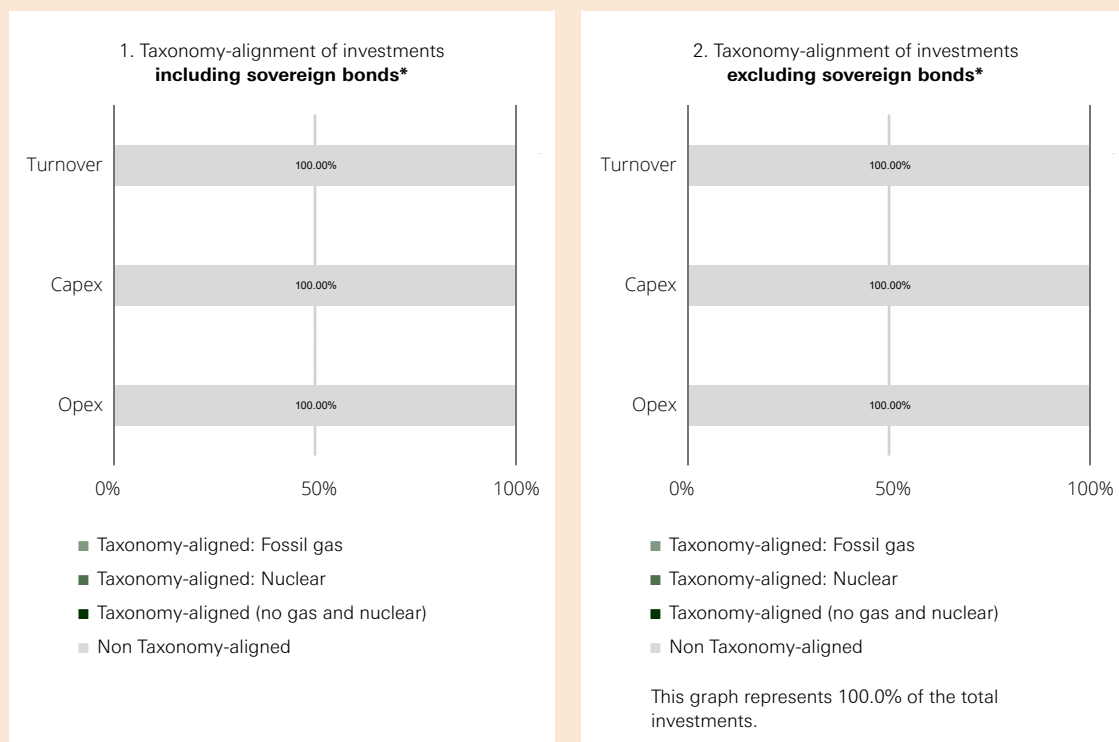 1. Taxonomy-alignment of investments
including sovereign bonds*
Turnover
100.00%
Capex
100.00%
Opex
100.00%
0%
50%
100%
Taxonomy-aligned: Fossil gas
Taxonomy-aligned: Nuclear
Taxonomy-aligned (no gas and nuclear)
Non Taxonomy-aligned
2. Taxonomy-alignment of investments
excluding sovereign bonds*
Turnover
100.00%
Capex
100.00%
Opex
100.00%
0%
50%
100%
Taxonomy-aligned: Fossil gas
Taxonomy-aligned: Nuclear
Taxonomy-aligned (no gas and nuclear)
Non Taxonomy-aligned
This graph represents 100.0% of the total
investments.